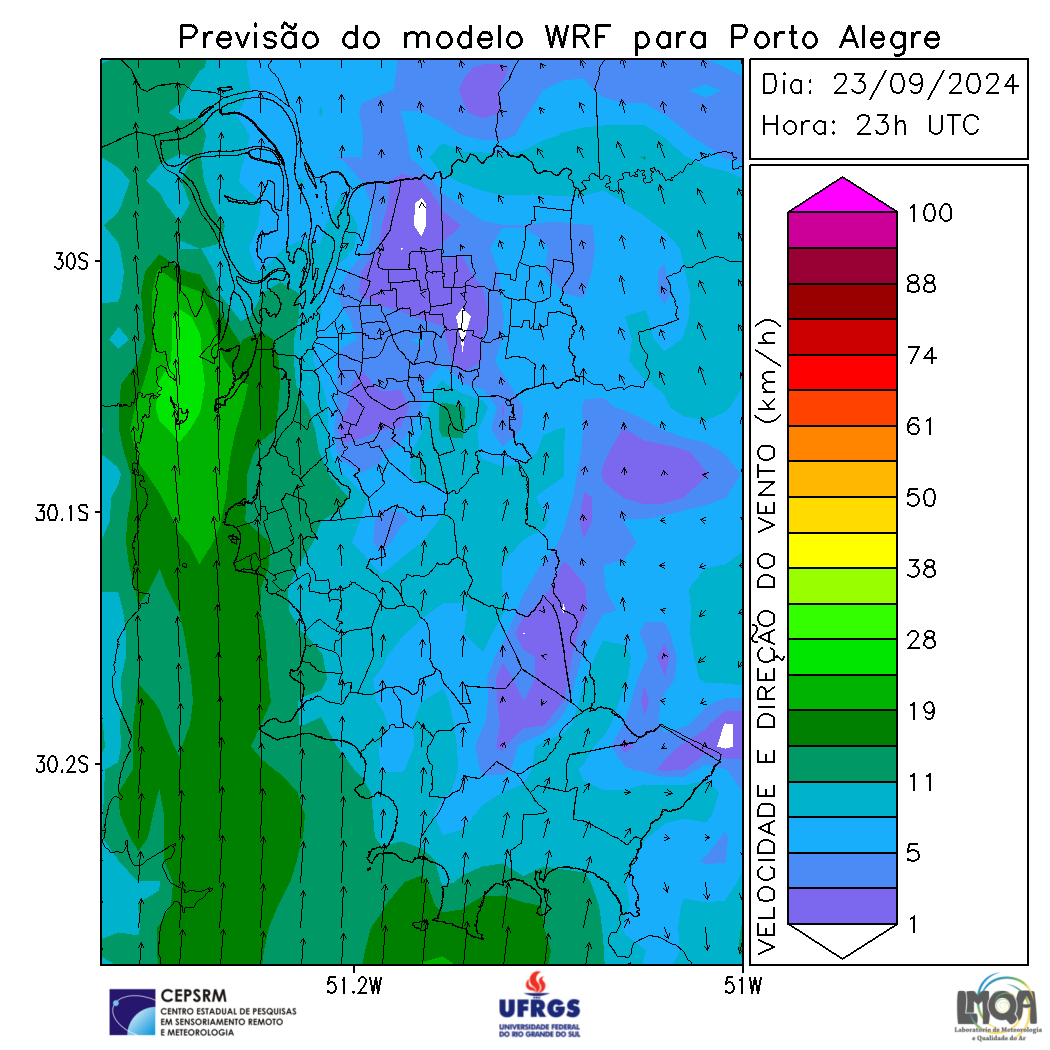 Previsão do modelo WRF para Porto Alegre
Dia: 23/09/2024
Hora: 23h UTC
30S
30.1S
30.2S
51.2W
51W
VELOCIDADE E DIREÇÃO DO VENTO (km/h)
100
88
74
61
50
38
28
19
11
5
1
CEPSRM
CENTRO ESTADUAL DE PESQUISAS
EM SENSORIAMENTO REMOTO
E METEOROLOGIA
UFRGS
UNIVERSIDADE FEDERAL
DO RIO GRANDE DO SUL
LMQA
Laboratório de Meteorologia
e Qualidade do Ar